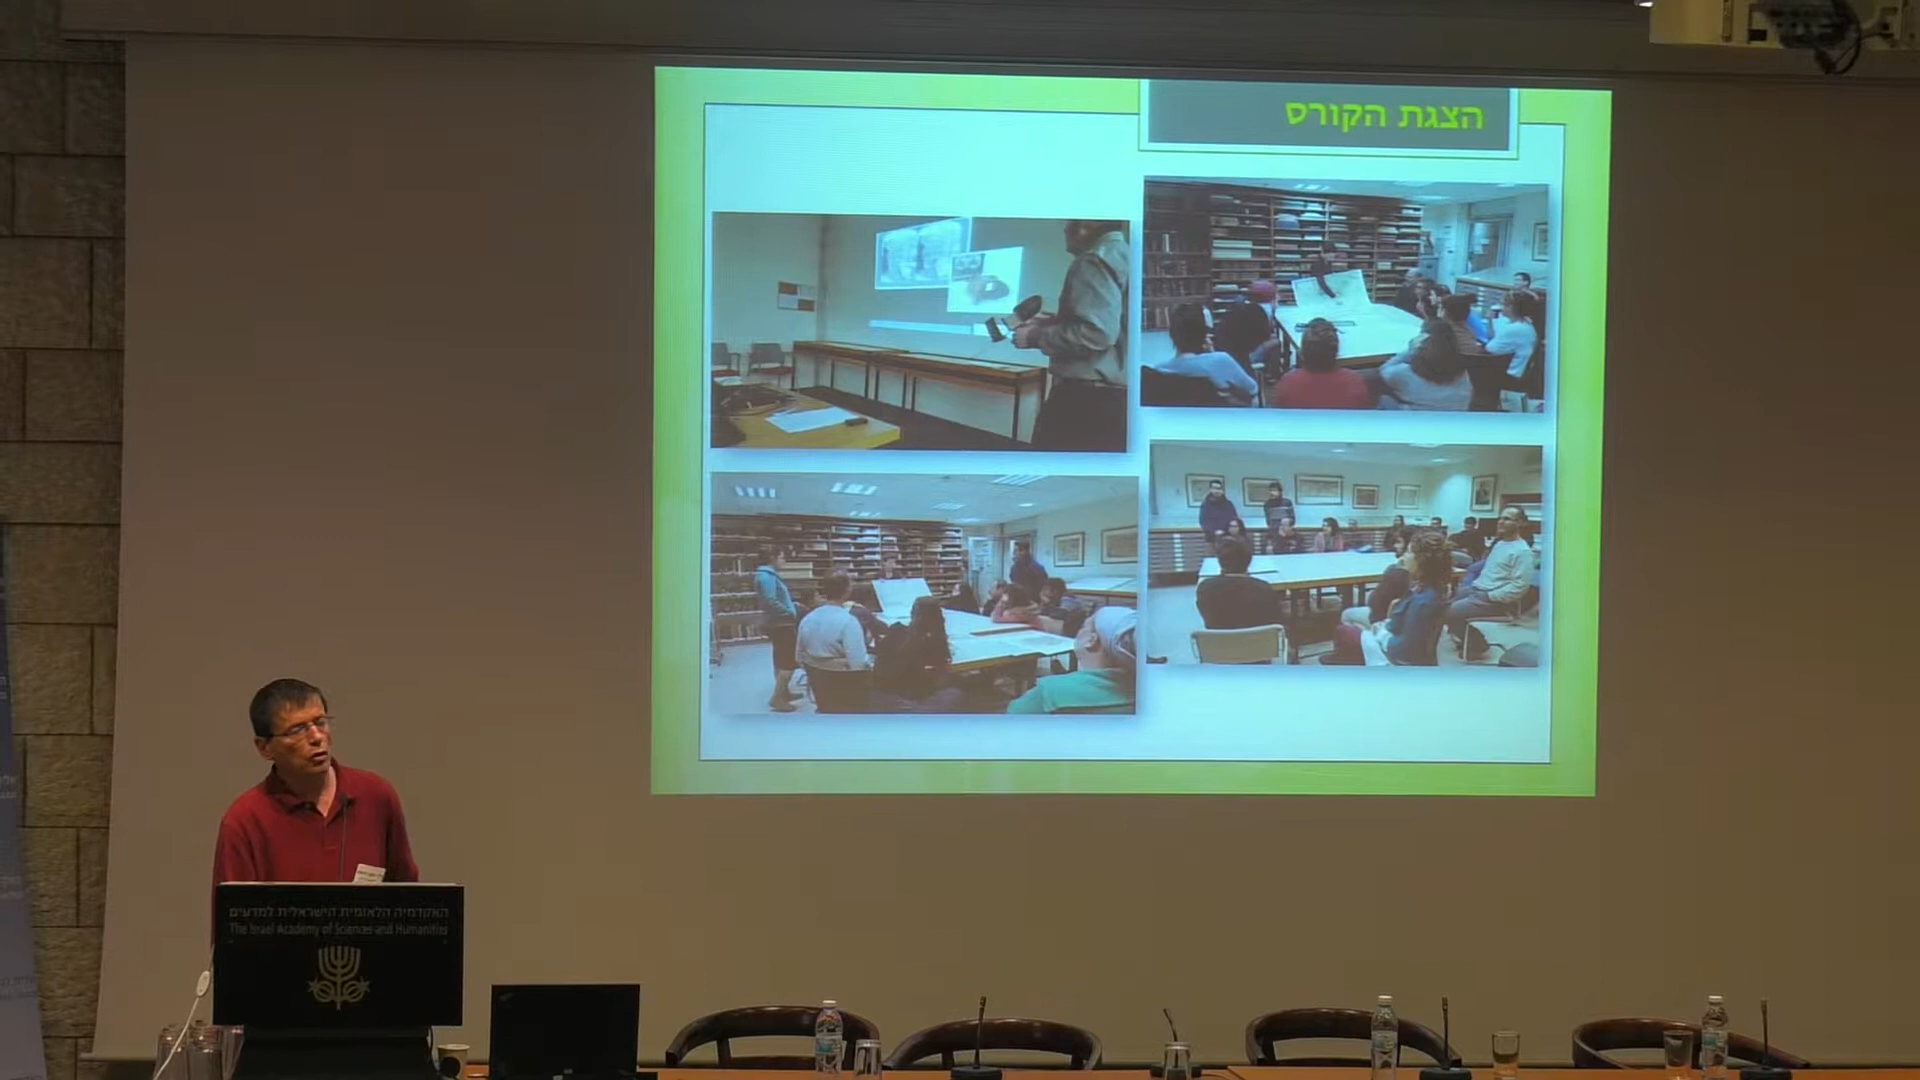 הצגת הקורס
האקדמיה הלאומית הישראלית למדעים
The Israel Academy of Sciences and Humanities